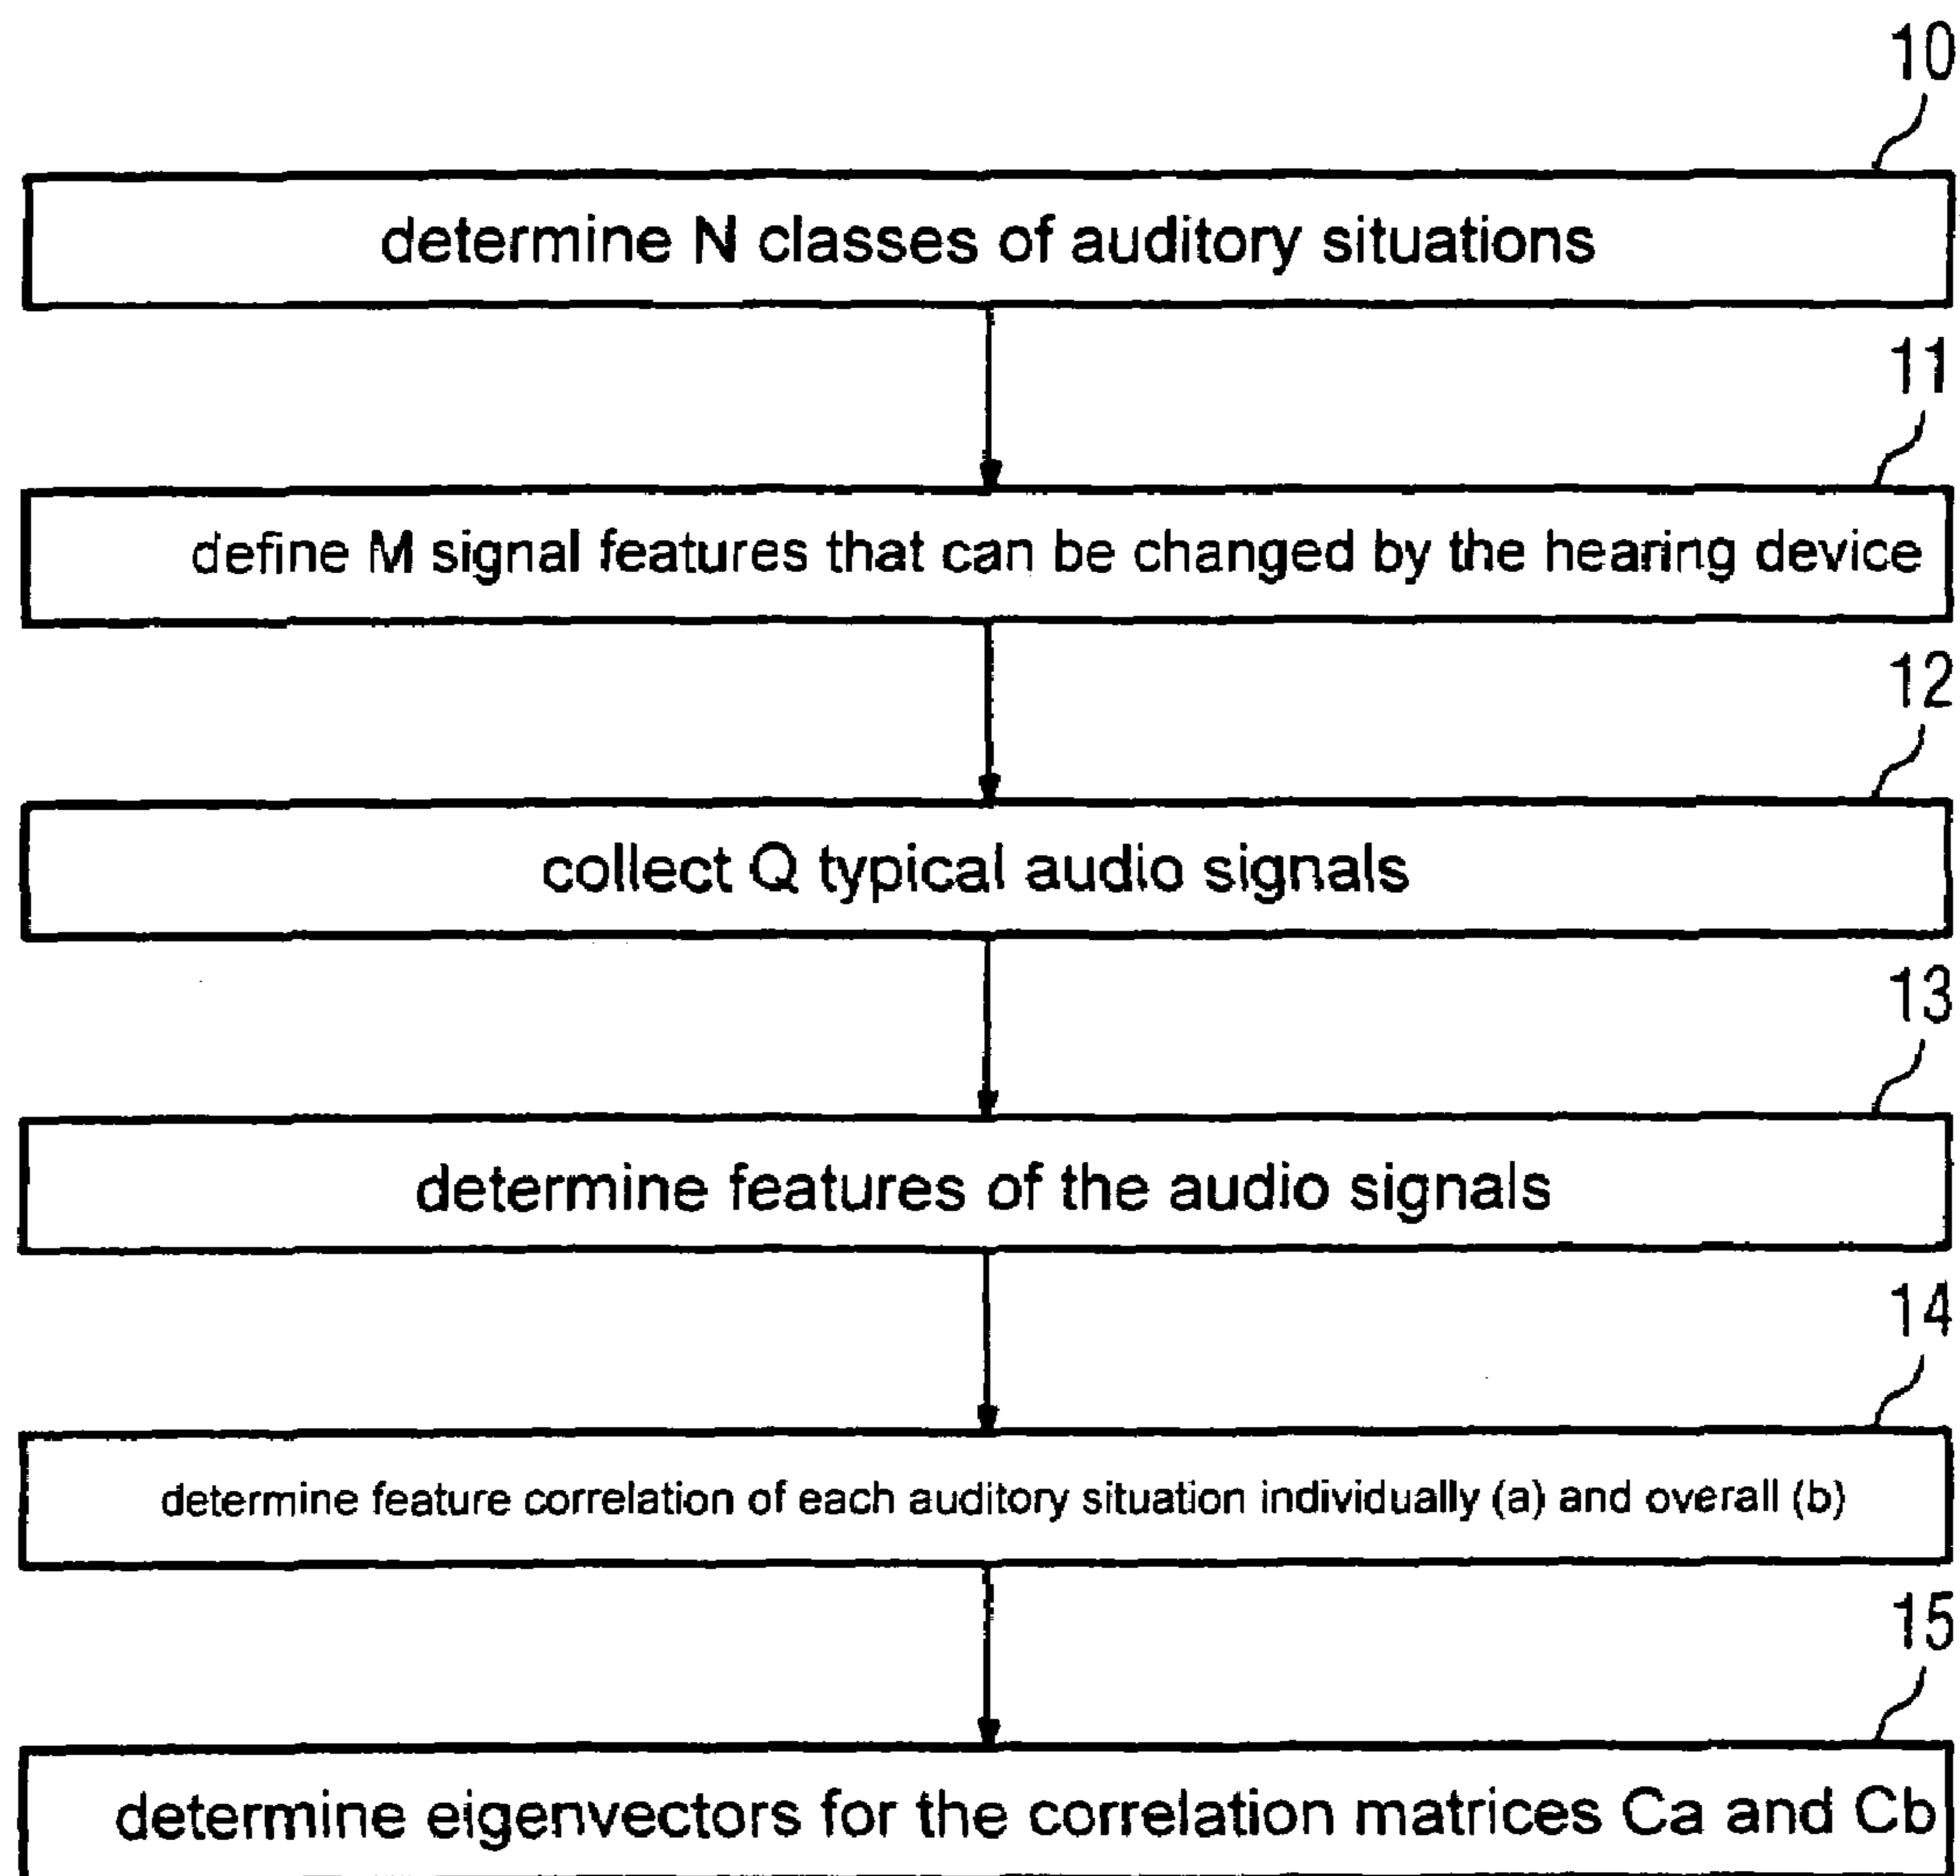 10
determine N classes of auditory situations
11
define M signal features that can be changed by the hearing device
12
collect Q typical audio signals
13
determine features of the audio signals
14
determine feature correlation of each auditory situation individually (a) and overall (b)
15
determine eigenvectors for the correlation matrices Ca and Cb